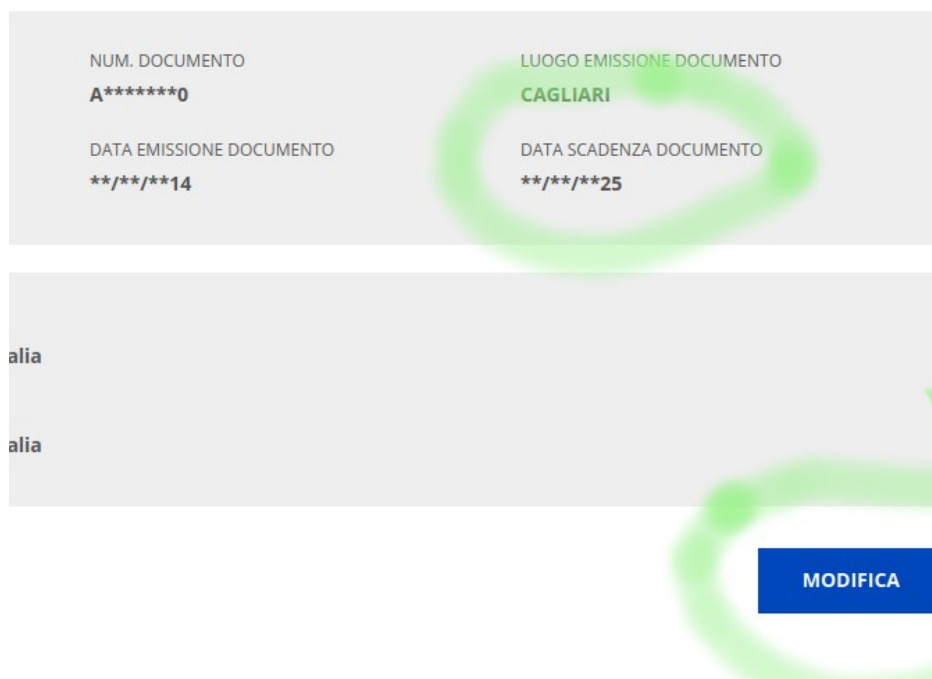 NUM. DOCUMENTO
LUOGO EMISSIONE DOCUMENTO
A*******0
CAGLIARI
DATA EMISSIONE DOCUMENTO
DATA SCADENZA DOCUMENTO
**/**/**14
**/**/**25
alia
alia
MODIFICA